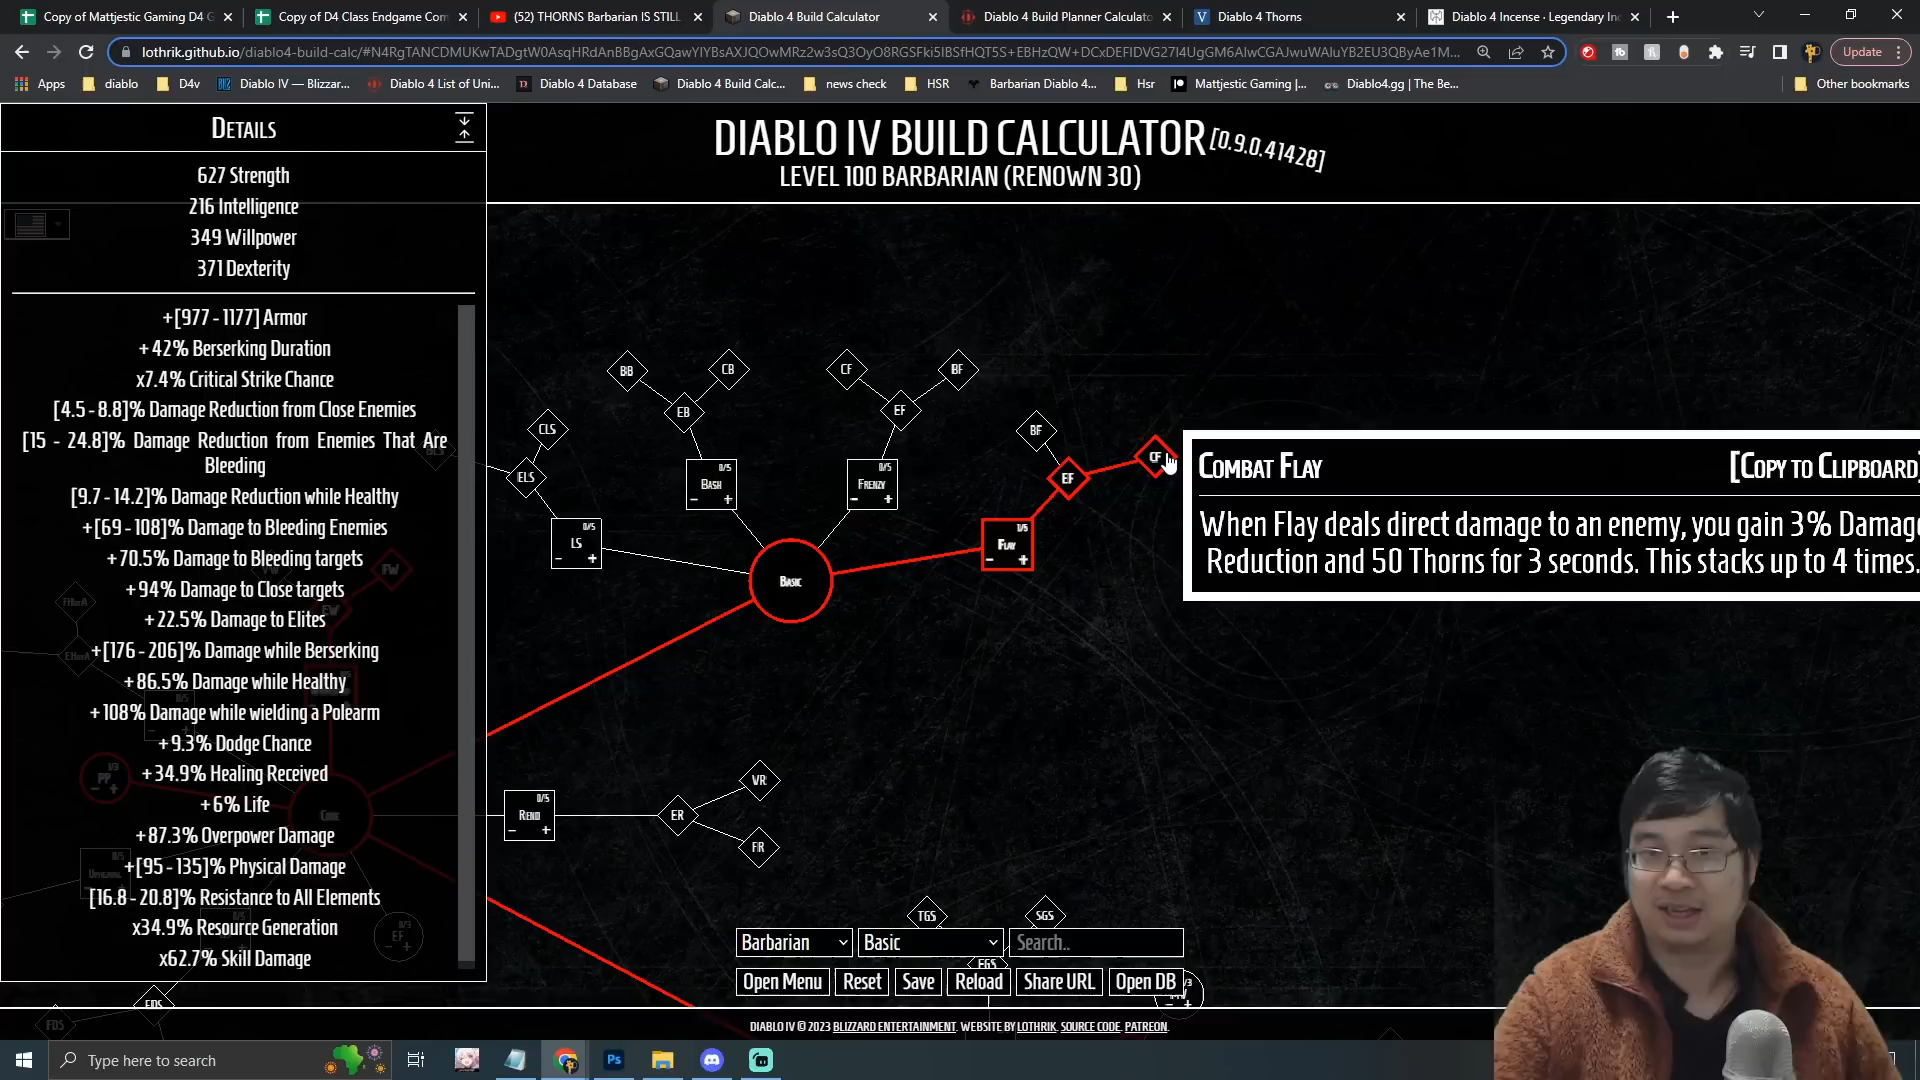 Copy of Mattjestic Gaming D4 G
Copy of D4 Class Endgame Com
(52) THORNS Barbarian IS STILL
Diablo 4 Build Calculator
Diablo 4 Build Planner Calculato
Diablo 4 Thorns
Diablo 4 Incense · Legendary Inc
lothrik.github.io/diablo4-build-calc/
Update
Apps
diablo
D4v
Diablo IV — Blizzar...
Diablo 4 List of Uni...
Diablo 4 Database
Diablo 4 Build Calc...
news check
HSR
Barbarian Diablo 4...
Hsr
Mattjestic Gaming |...
Diablo4.gg | The Be...
Other bookmarks
DETAILS
DIABLO IV BUILD CALCULATOR [0.9.0.41428]
LEVEL 100 BARBARIAN (RENOWN 30)
627 Strength
216 Intelligence
349 Willpower
371 Dexterity
+[977 - 1177] Armor
+42% Berserking Duration
x7.4% Critical Strike Chance
[4.5 - 8.8]% Damage Reduction from Close Enemies
[15 - 24.8]% Damage Reduction from Enemies That Are
Bleeding
[9.7 - 14.2]% Damage Reduction while Healthy
+[69 - 108]% Damage to Bleeding Enemies
+70.5% Damage to Bleeding targets
+94% Damage to Close targets
+22.5% Damage to Elites
+[176 - 206]% Damage while Berserking
+86.5% Damage while Healthy
+108% Damage while wielding a Polearm
+9.3% Dodge Chance
+34.9% Healing Received
+6% Life
+87.3% Overpower Damage
+[95 - 135]% Physical Damage
[16.8 - 20.8]% Resistance to All Elements
x34.9% Resource Generation
x62.7% Skill Damage
BB
CB
CF
BF
EB
EF
CLS
BF
CF
ELS
0/5
BASH
- +
0/5
FRENZY
- +
EF
0/5
LS
- +
1/5
FLAY
- +
BASIC
COMBAT FLAY
[COPY TO CLIPBOARD]
When Flay deals direct damage to an enemy, you gain 3% Damage
Reduction and 50 Thorns for 3 seconds. This stacks up to 4 times.
VR
0/5
REND
- +
ER
FR
TGS
SGS
Barbarian
Basic
Search..
Open Menu
Reset
Save
Reload
Share URL
Open DB
DIABLO IV © 2023 BLIZZARD ENTERTAINMENT. WEBSITE BY LOTHRIK. SOURCE CODE. PATREON.
Type here to search